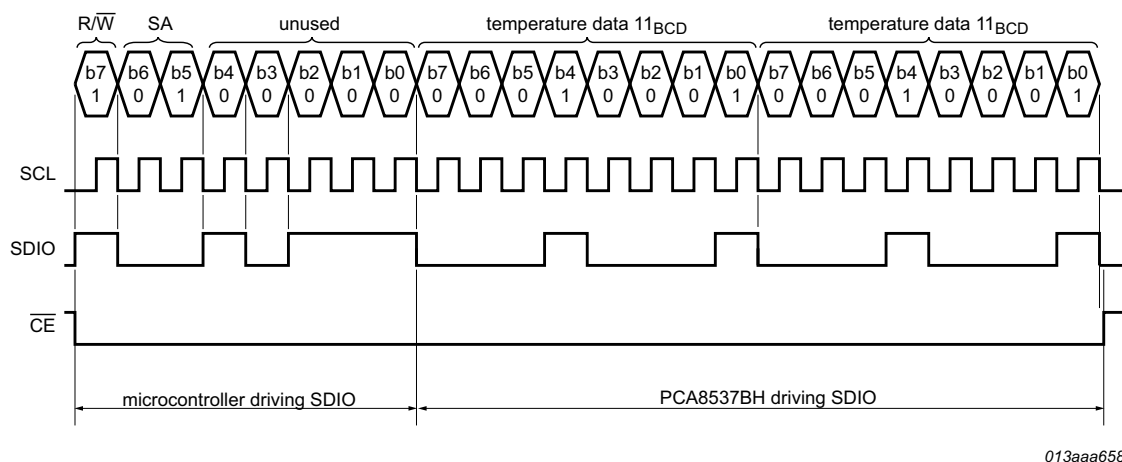 R/W SA unused temperature data 11BCD temperature data 11BCD
b7 b6 b5 b4 b3 b2 b1 b0 b7 b6 b5 b4 b3 b2 b1 b0 b7 b6 b5 b4 b3 b2 b1 b0
1 0 1 0 0 0 0 0 0 0 0 1 0 0 0 1 0 0 0 1 0 0 0 1
SCL
SDIO
CE
microcontroller driving SDIO PCA8537BH driving SDIO
013aaa658